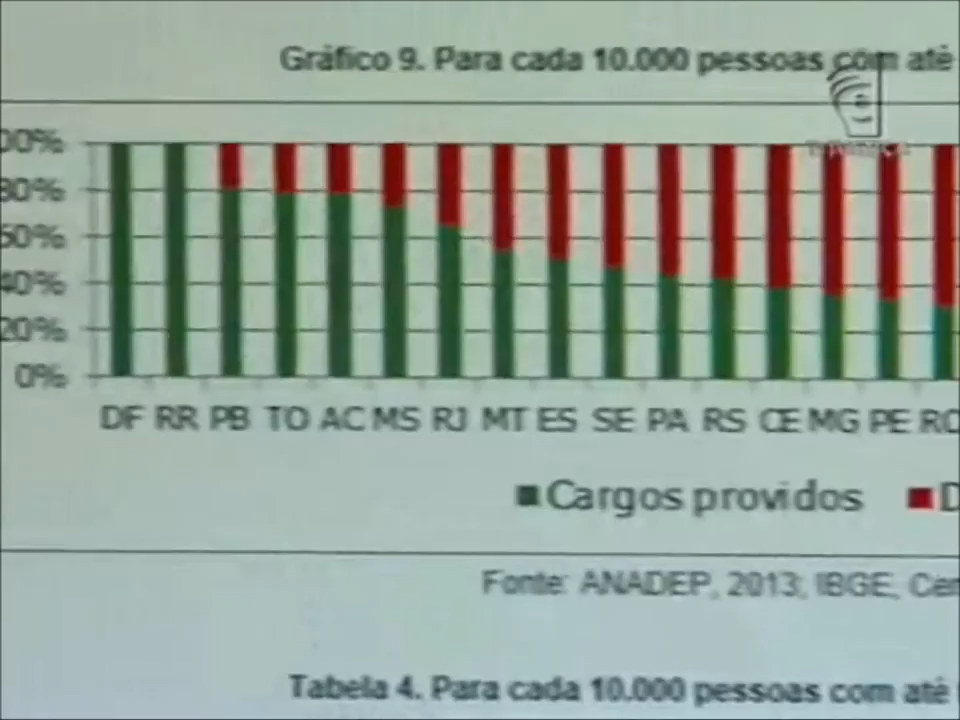 Gráfico 9. Para cada 10.000 pessoas com até
00%
80%
60%
40%
20%
0%
DF RR PB TO AC MS RJ MT ES SE PA RS CE MG PE RO
Cargos providos D
Fonte: ANADEP, 2013; IBGE, Cen
Tabela 4. Para cada 10.000 pessoas com até